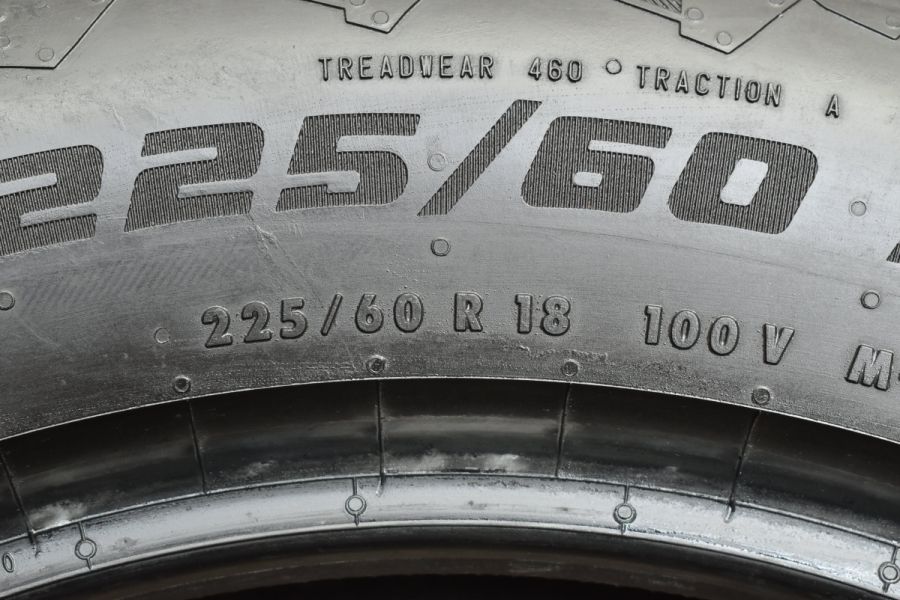 TREADWEAR 460 ° TRACTION A
225/60
225/60 R 18 100 V M